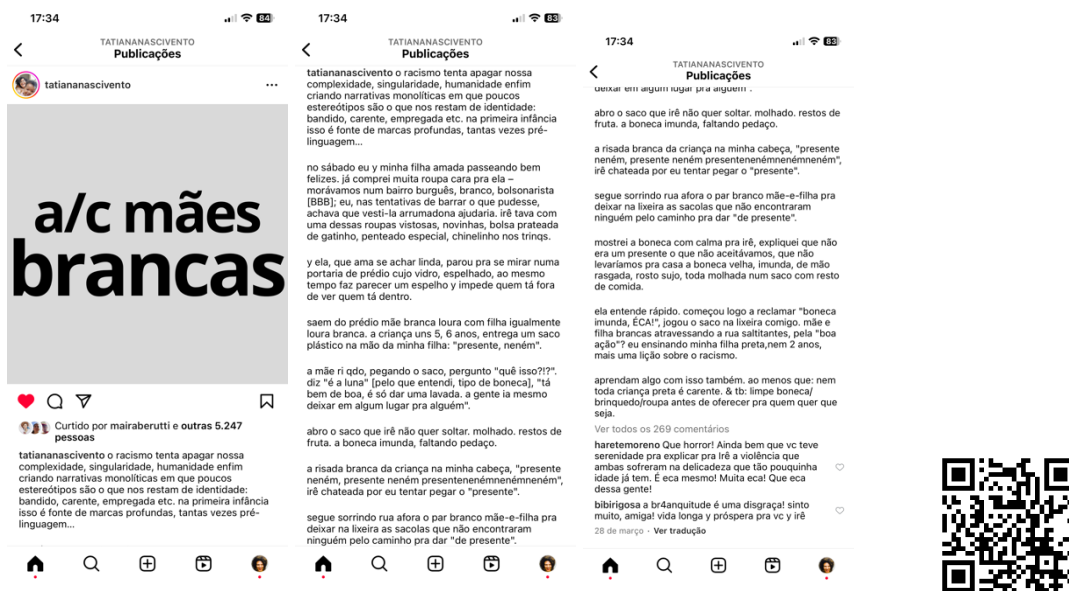 17:34
84
TATIANANASCIVENTO
Publicações
tatiananascivento
a/c mães
brancas
Curtido por mairaberutti e outras 5.247
pessoas
tatiananascivento o racismo tenta apagar nossa
complexidade, singularidade, humanidade enfim
criando narrativas monolíticas em que poucos
estereótipos são o que nos restam de identidade:
bandido, carente, empregada etc. na primeira infância
isso é fonte de marcas profundas, tantas vezes pré-
linguagem...
17:34
83
TATIANANASCIVENTO
Publicações
tatiananascivento o racismo tenta apagar nossa
complexidade, singularidade, humanidade enfim
criando narrativas monolíticas em que poucos
estereótipos são o que nos restam de identidade:
bandido, carente, empregada etc. na primeira infância
isso é fonte de marcas profundas, tantas vezes pré-
linguagem...
no sábado eu y minha filha amada passeando bem
felizes. já comprei muita roupa cara pra ela –
morávamos num bairro burguês, branco, bolsonarista
[BBB]; eu, nas tentativas de barrar o que pudesse,
achava que vesti-la arrumadona ajudaria. irê tava com
uma dessas roupas vistosas, novinhas, bolsa prateada
de gatinho, penteado especial, chinelinho nos trinqs.
y ela, que ama se achar linda, parou pra se mirar numa
portaria de prédio cujo vidro, espelhado, ao mesmo
tempo faz parecer um espelho y impede quem tá fora
de ver quem tá dentro.
saem do prédio mãe branca loura com filha igualmente
loura branca. a criança uns 5, 6 anos, entrega um saco
plástico na mão da minha filha: "presente, neném".
a mãe ri qdo, pegando o saco, pergunto "quê isso?!?".
diz "é a luna" [pelo que entendi, tipo de boneca], "tá
bem de boa, é só dar uma lavada. a gente ia mesmo
deixar em algum lugar pra alguém".
abro o saco que irê não quer soltar. molhado. restos de
fruta. a boneca imunda, faltando pedaço.
a risada branca da criança na minha cabeça, "presente
neném, presente neném presentenenémnenémneném",
irê chateada por eu tentar pegar o "presente".
segue sorrindo rua afora o par branco mãe-e-filha pra
deixar na lixeira as sacolas que não encontraram
ninguém pelo caminho pra dar "de presente".
17:34
83
TATIANANASCIVENTO
Publicações
deixar em algum lugar pra alguém".
abro o saco que irê não quer soltar. molhado. restos de
fruta. a boneca imunda, faltando pedaço.
a risada branca da criança na minha cabeça, "presente
neném, presente neném presentenenémnenémneném",
irê chateada por eu tentar pegar o "presente".
segue sorrindo rua afora o par branco mãe-e-filha pra
deixar na lixeira as sacolas que não encontraram
ninguém pelo caminho pra dar "de presente".
mostrei a boneca com calma pra irê, expliquei que não
era um presente o que não aceitávamos, que não
levaríamos pra casa a boneca velha, imunda, de mão
rasgada, rosto sujo, toda molhada num saco com resto
de comida.
ela entende rápido. começou logo a reclamar "boneca
imunda, ÉCA!", jogou o saco na lixeira comigo. mãe e
filha brancas atravessando a rua saltitantes, pela "boa
ação"? eu ensinando minha filha preta,nem 2 anos,
mais uma lição sobre o racismo.
aprendam algo com isso também. ao menos que: nem
toda criança preta é carente. & tb: limpe boneca/
brinquedo/roupa antes de oferecer pra quem quer que
seja.
Ver todos os 269 comentários
haretemoreno Que horror! Ainda bem que vc teve
serenidade pra explicar pra Irê a violência que
ambas sofreram na delicadeza que tão pouquinha
idade já tem. É eca mesmo! Muita eca! Que eca
dessa gente!
bibirigosa a br4anquitude é uma disgraça! sinto
muito, amiga! vida longa y próspera pra vc y irê
28 de março · Ver tradução